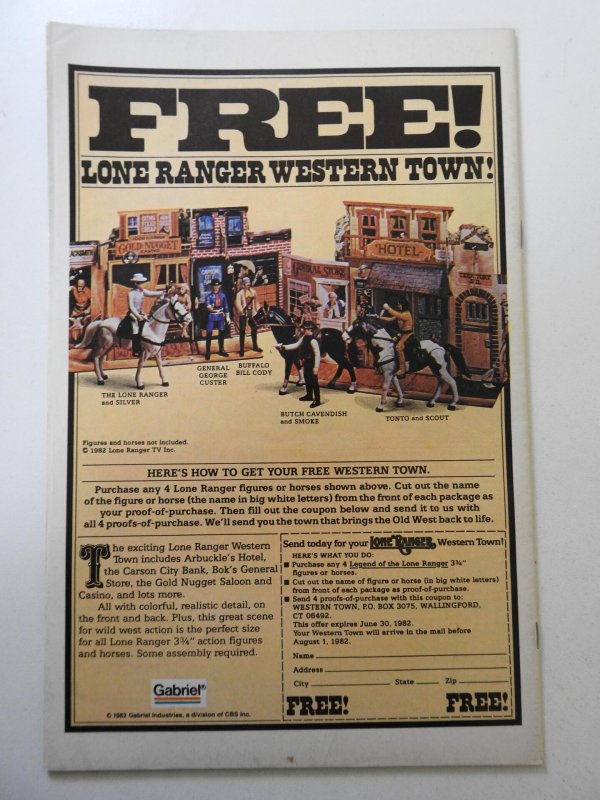 FREE!
LONE RANGER WESTERN TOWN!
GOLD NUGGET
CASINO
GENERAL STORE
HOTEL
THE LONE RANGER
and SILVER
GENERAL
GEORGE
CUSTER
BUFFALO
BILL CODY
BUTCH CAVENDISH
and SMOKE
TONTO and SCOUT
Figures and horses not included.
© 1982 Lone Ranger TV Inc.
HERE'S HOW TO GET YOUR FREE WESTERN TOWN.
Purchase any 4 Lone Ranger figures or horses shown above. Cut out the name
of the figure or horse (the name in big white letters) from the front of each package as
your proof-of-purchase. Then fill out the coupon below and send it to us with
all 4 proofs-of-purchase. We'll send you the town that brings the Old West back to life.
The exciting Lone Ranger Western
Town includes Arbuckle's Hotel,
the Carson City Bank, Bok's General
Store, the Gold Nugget Saloon and
Casino, and lots more.
All with colorful, realistic detail, on
the front and back. Plus, this great scene
for wild west action is the perfect size
for all Lone Ranger 3¾" action figures
and horses. Some assembly required.
Gabriel®
© 1982 Gabriel Industries, a division of CBS Inc.
Send today for your LONE RANGER Western Town!
HERE'S WHAT YOU DO:
■ Purchase any 4 Legend of the Lone Ranger 3¾"
figures or horses.
■ Cut out the name of figure or horse (in big white letters)
from front of each package as proof-of-purchase.
■ Send 4 proofs-of-purchase with this coupon to:
WESTERN TOWN, P.O. BOX 3075, WALLINGFORD,
CT 06492.
This offer expires June 30, 1982.
Your Western Town will arrive in the mail before
August 1, 1982.
Name
Address
City State Zip
FREE! FREE!